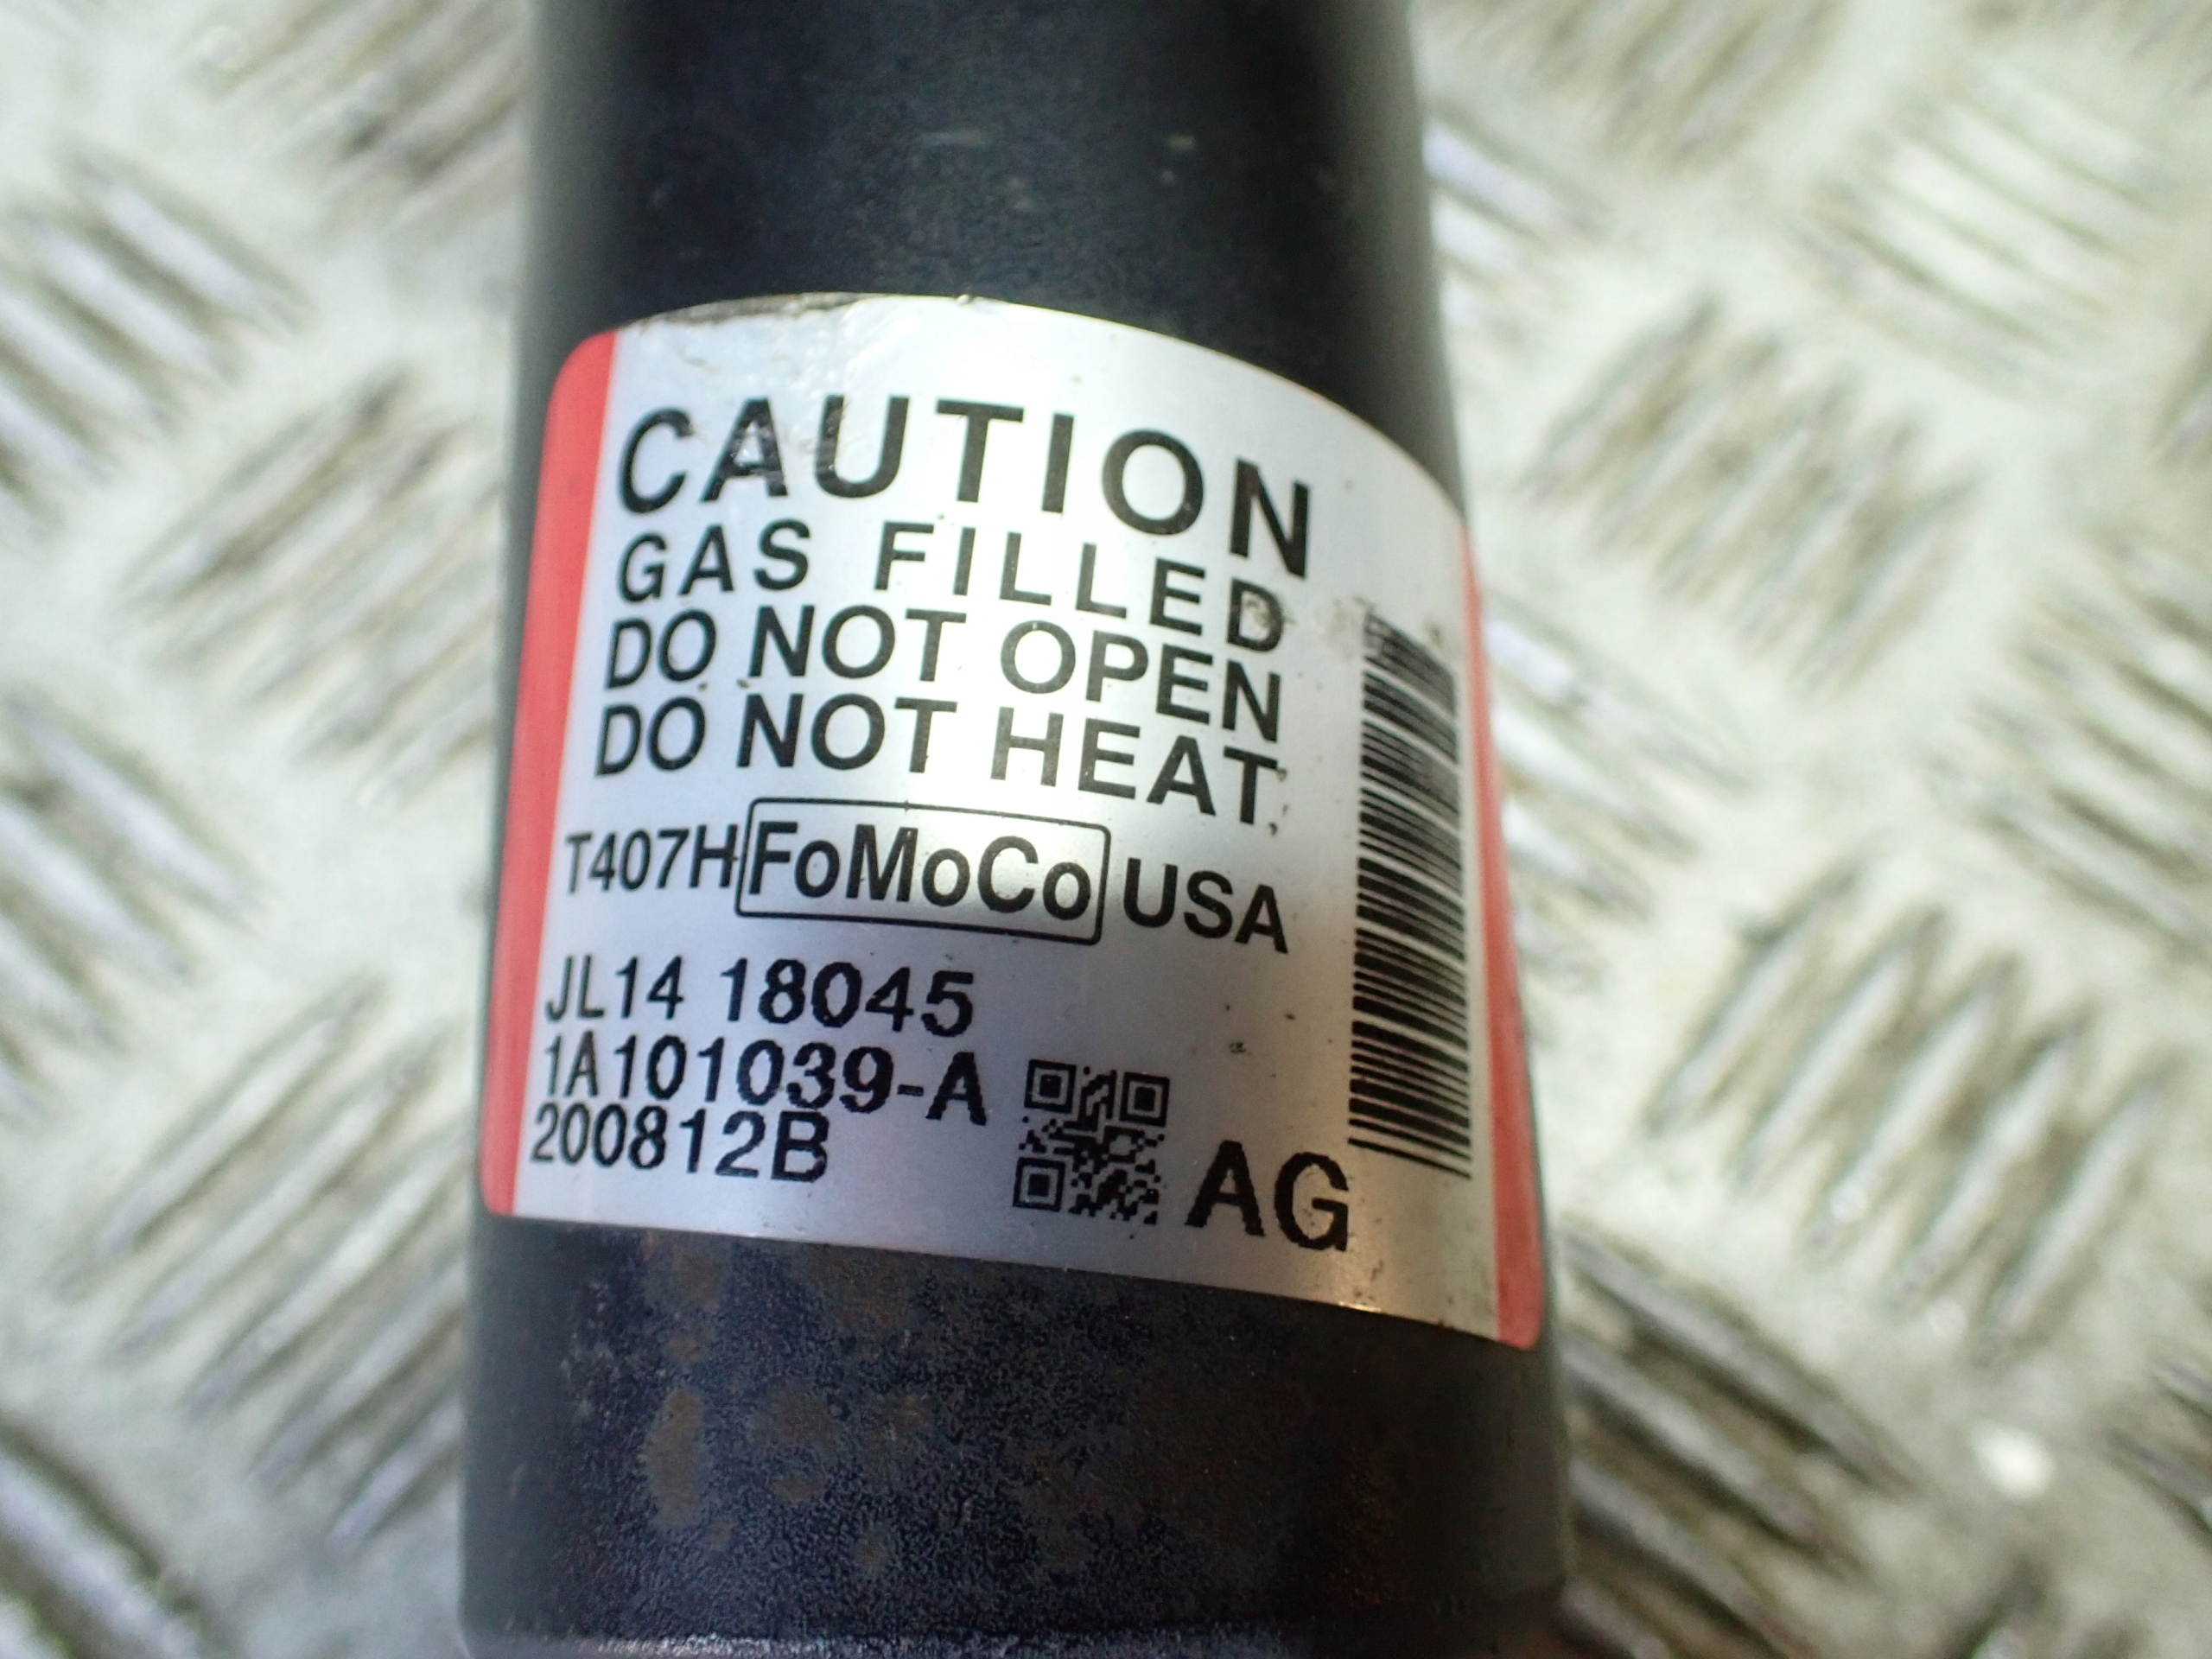 CAUTION
GAS FILLED
DO NOT OPEN
DO NOT HEAT
T407H FoMoCo USA
JL14 18045
1A101039-A
200812B
AG